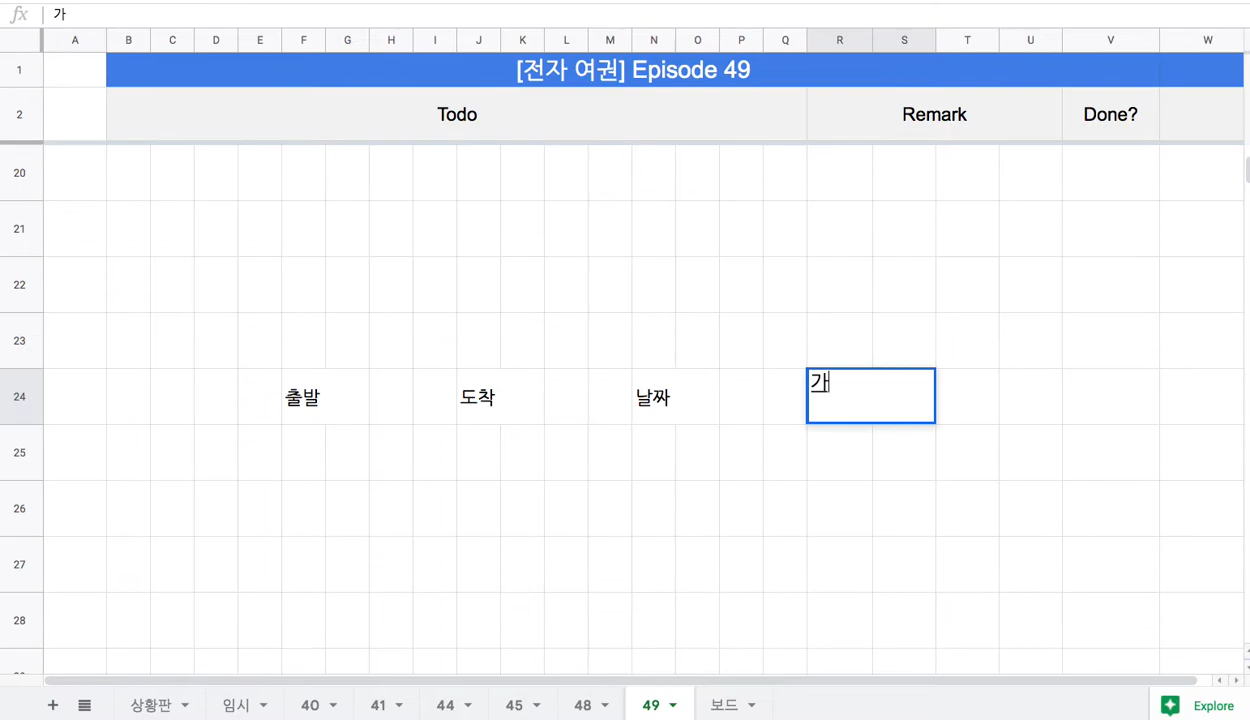 fx 가
A B C D E F G H I J K L M N O P Q R S T U V W
1 [전자 여권] Episode 49
2 Todo Remark Done?
20
21
22
23
24 출발 도착 날짜 가
25
26
27
28
+ 상황판 임시 40 41 44 45 48 49 보드 Explore